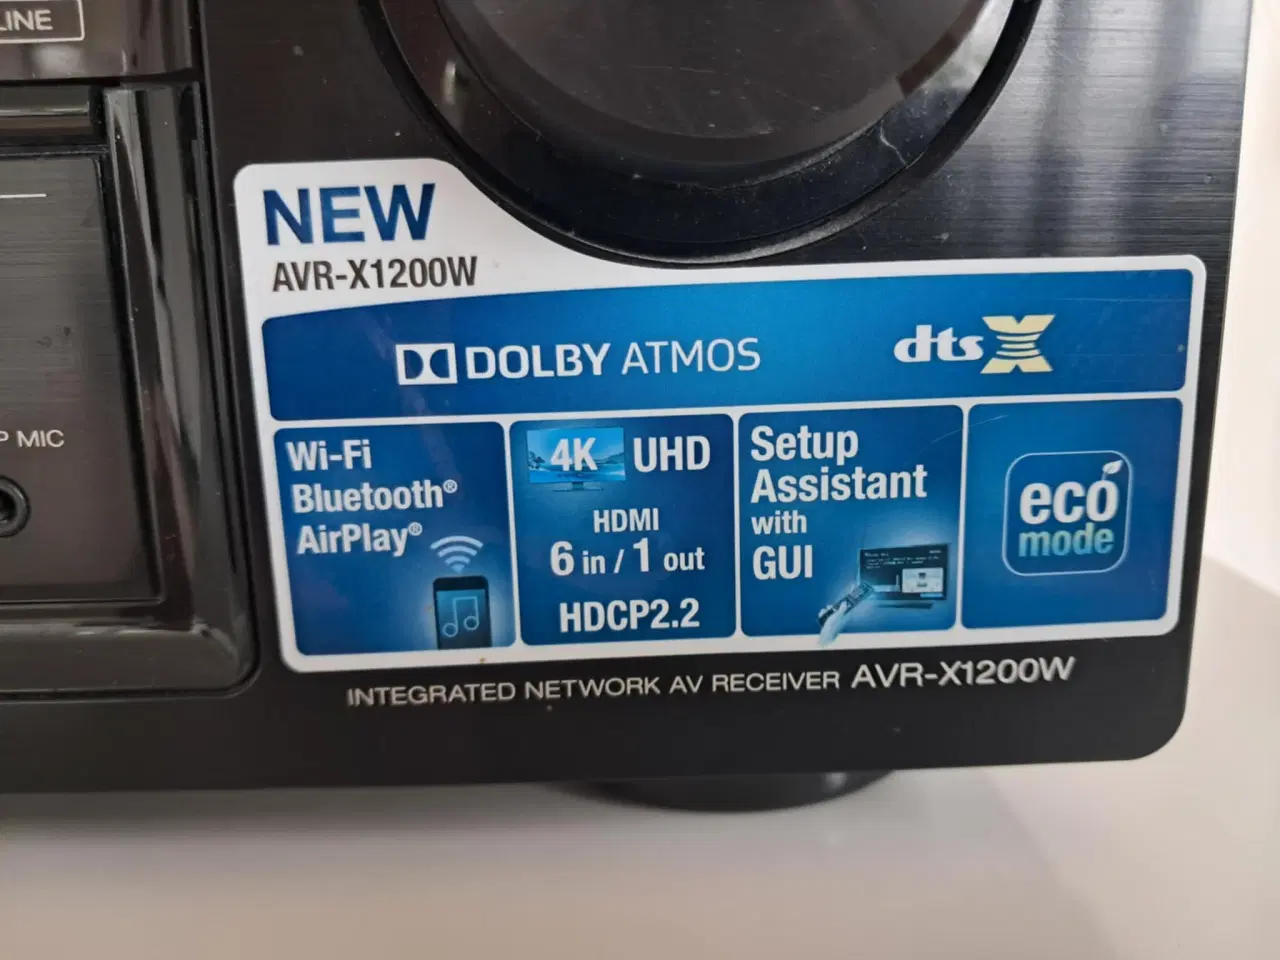 LINE
NEW
AVR-X1200W
DOLBY ATMOS
dts X
Wi-Fi
Bluetooth®
AirPlay®
4K UHD
HDMI
6 in / 1 out
HDCP2.2
Setup
Assistant
with
GUI
eco
mode
P MIC
INTEGRATED NETWORK AV RECEIVER AVR-X1200W